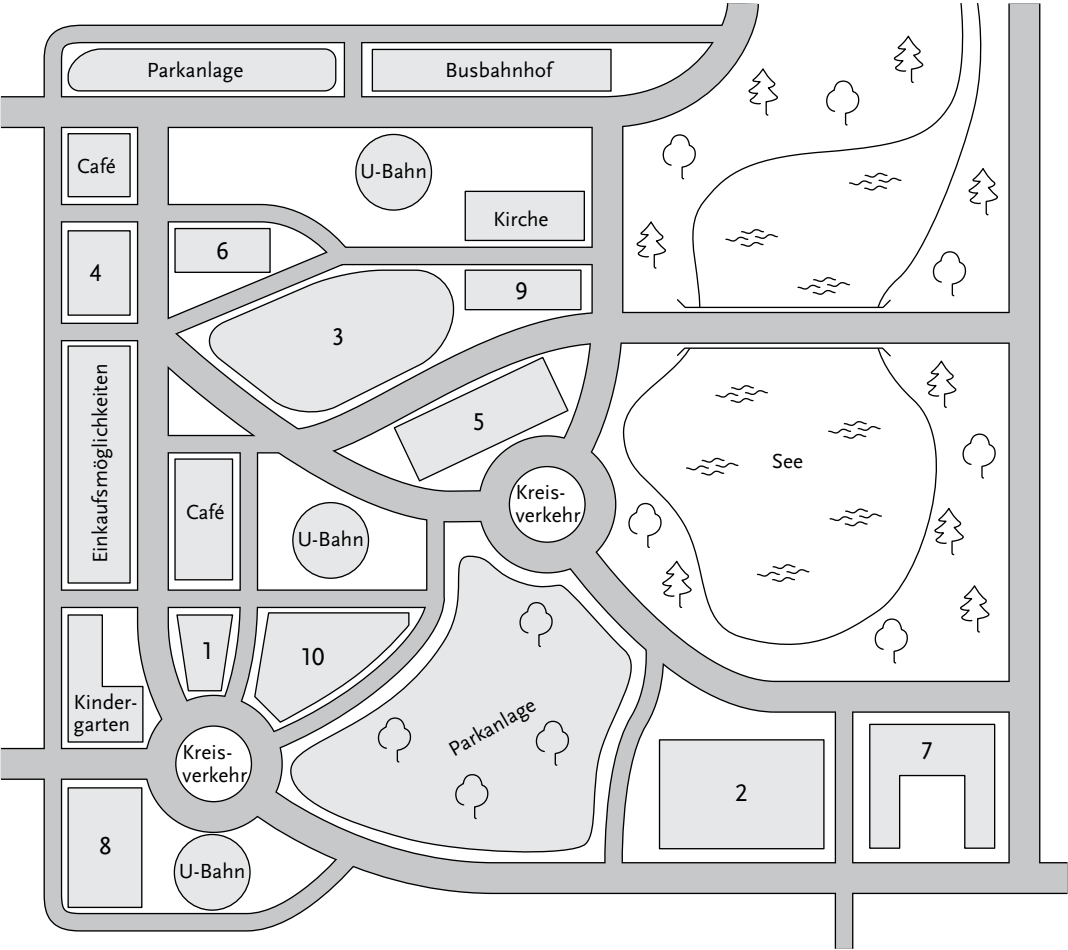 Parkanlage
Busbahnhof
Café
U-Bahn
Kirche
6
4
9
3
Einkaufsmöglichkeiten
5
See
Kreis-
verkehr
Café
U-Bahn
1
10
Kinder-
garten
Parkanlage
Kreis-
verkehr
7
2
8
U-Bahn